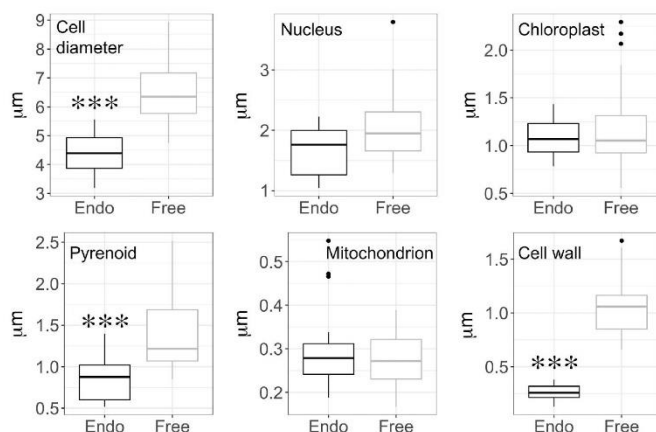 Cell
diameter
9
8
7
6
5
4
3
μm
***
Endo Free
Nucleus
3
2
1
Endo Free
Chloroplast
2.0
1.5
1.0
0.5
Endo Free
Pyrenoid
2.5
2.0
1.5
1.0
0.5
μm
***
Endo Free
Mitochondrion
0.5
0.4
0.3
0.2
μm
Endo Free
Cell wall
1.5
1.0
0.5
μm
***
Endo Free